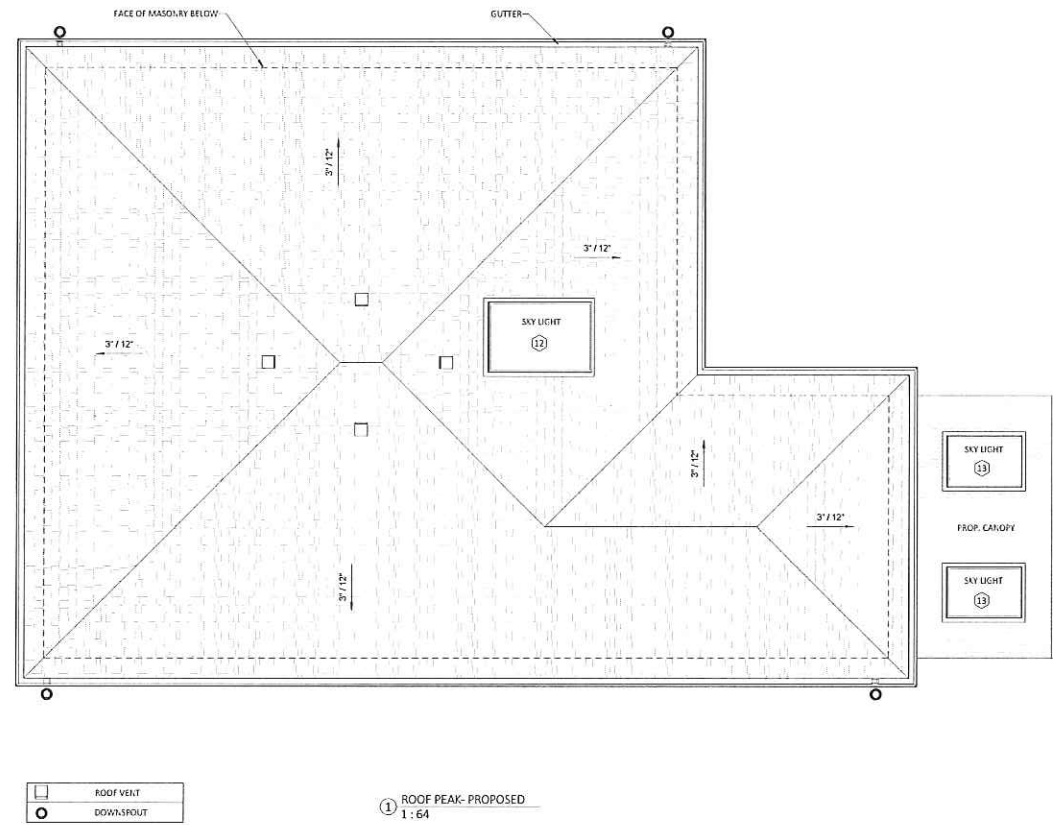 FACE OF MASONRY BELOW
GUTTER
3" / 12"
3" / 12"
SKY LIGHT
12
3" / 12"
SKY LIGHT
13
3" / 12"
3" / 12"
PROP. CANOPY
3" / 12"
SKY LIGHT
13
ROOF VENT
DOWNSPOUT
1 ROOF PEAK- PROPOSED
1 : 64